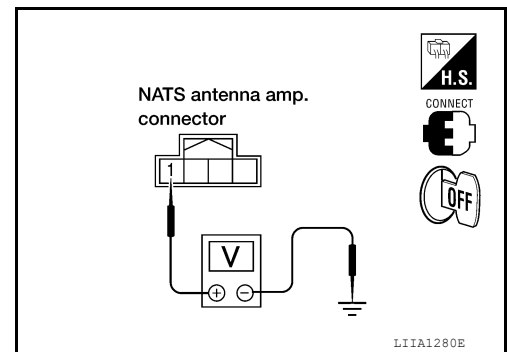 NATS antenna amp.
connector
H.S.
CONNECT
1
OFF
V
+ −
LIIA1280E